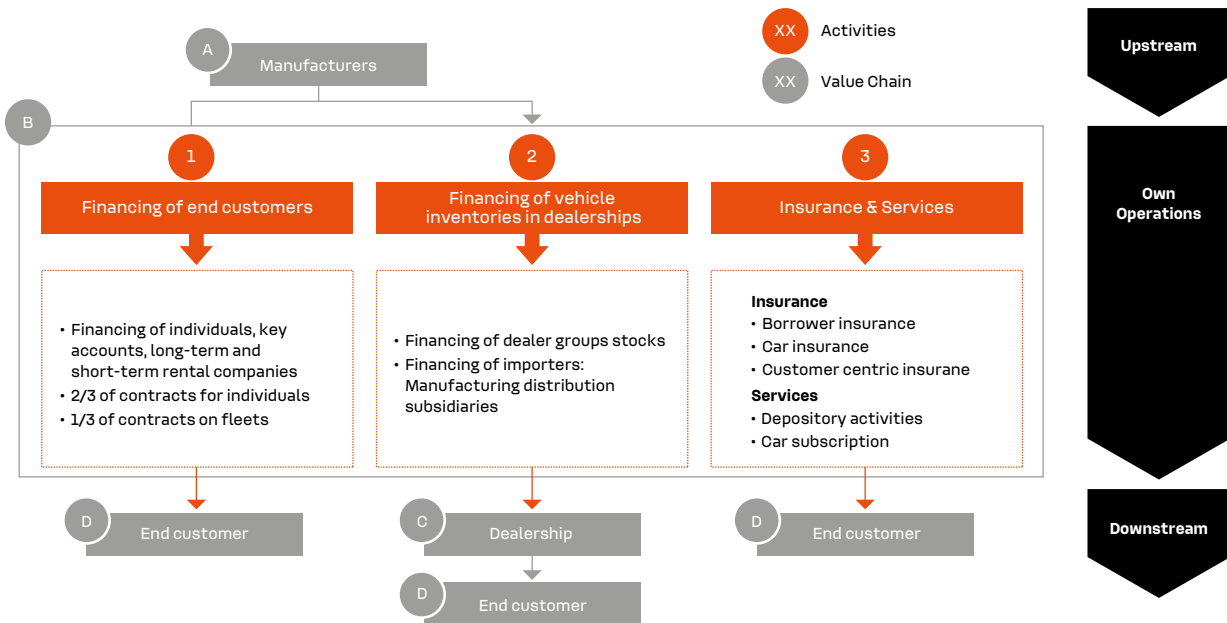 XX Activities
XX Value Chain
Upstream
A
Manufacturers
B
Own
Operations
1
Financing of end customers
• Financing of individuals, key
accounts, long-term and
short-term rental companies
• 2/3 of contracts for individuals
• 1/3 of contracts on fleets
D
End customer
2
Financing of vehicle
inventories in dealerships
• Financing of dealer groups stocks
• Financing of importers:
Manufacturing distribution
subsidiaries
C
Dealership
D
End customer
3
Insurance & Services
Insurance
• Borrower insurance
• Car insurance
• Customer centric insurane
Services
• Depository activities
• Car subscription
D
End customer
Downstream